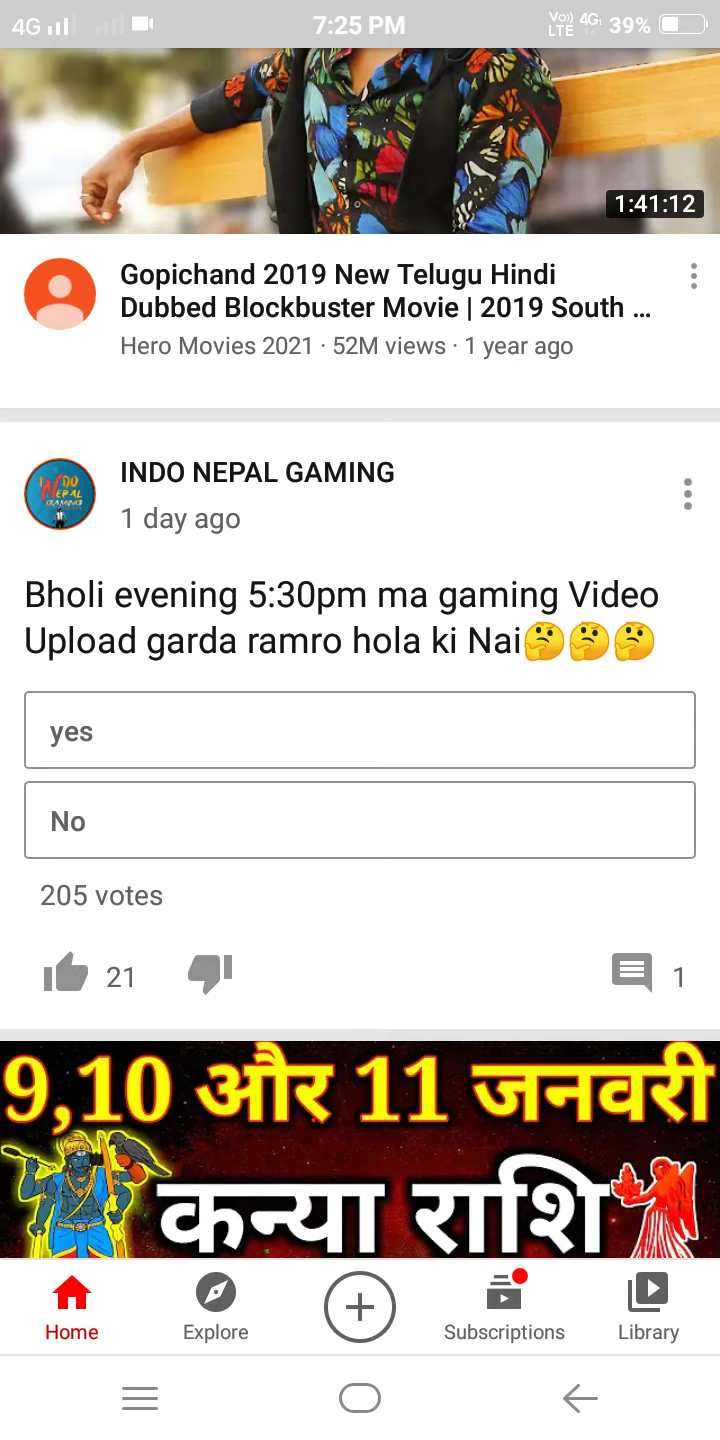 4G
7:25 PM
Vo)) LTE 4G 39%
1:41:12
Gopichand 2019 New Telugu Hindi
Dubbed Blockbuster Movie | 2019 South ...
Hero Movies 2021 · 52M views · 1 year ago
INDO
NEPAL
GAMING
INDO NEPAL GAMING
1 day ago
Bholi evening 5:30pm ma gaming Video
Upload garda ramro hola ki Nai🤔🤔🤔
yes
No
205 votes
21
1
9,10 और 11 जनवरी
कन्या राशि
Home
Explore
Subscriptions
Library